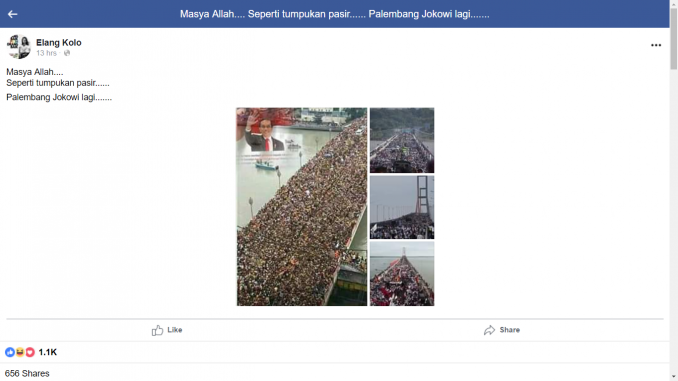 Masya Allah.... Seperti tumpukan pasir...... Palembang Jokowi lagi.......
Elang Kolo
13 hrs
Masya Allah....
Seperti tumpukan pasir......
Palembang Jokowi lagi.......
Like
Share
1.1K
656 Shares